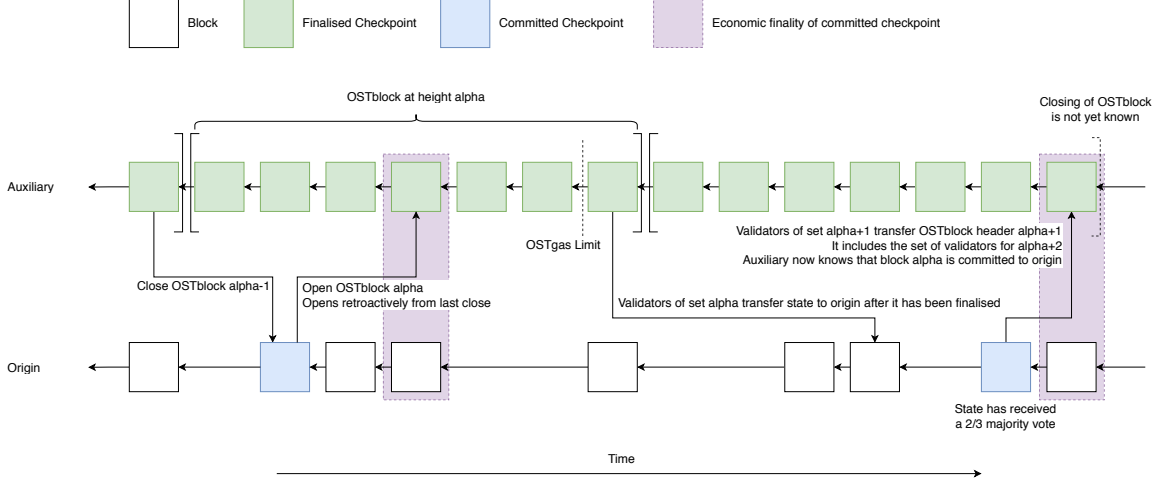 Block
Finalised Checkpoint
Committed Checkpoint
Economic finality of committed checkpoint
OSTblock at height alpha
Closing of OSTblock
is not yet known
Auxiliary
OSTgas Limit
Validators of set alpha+1 transfer OSTblock header alpha+1
It includes the set of validators for alpha+2
Auxiliary now knows that block alpha is committed to origin
Close OSTblock alpha-1
Open OSTblock alpha
Opens retroactively from last close
Validators of set alpha transfer state to origin after it has been finalised
Origin
State has received
a 2/3 majority vote
Time